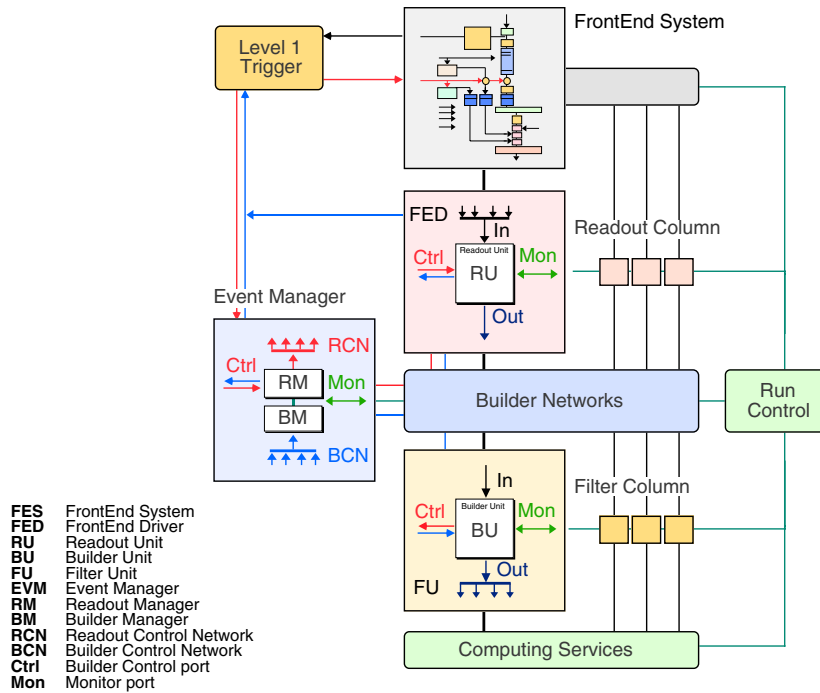 FrontEnd System
Level 1
Trigger
FED
In
Readout Unit
RU
Ctrl
Mon
Out
Readout Column
Event Manager
RCN
Ctrl
RM
Mon
BM
BCN
Builder Networks
Run
Control
In
Builder Unit
BU
Ctrl
Mon
Out
FU
Filter Column
Computing Services
FES FrontEnd System
FED FrontEnd Driver
RU Readout Unit
BU Builder Unit
FU Filter Unit
EVM Event Manager
RM Readout Manager
BM Builder Manager
RCN Readout Control Network
BCN Builder Control Network
Ctrl Builder Control port
Mon Monitor port